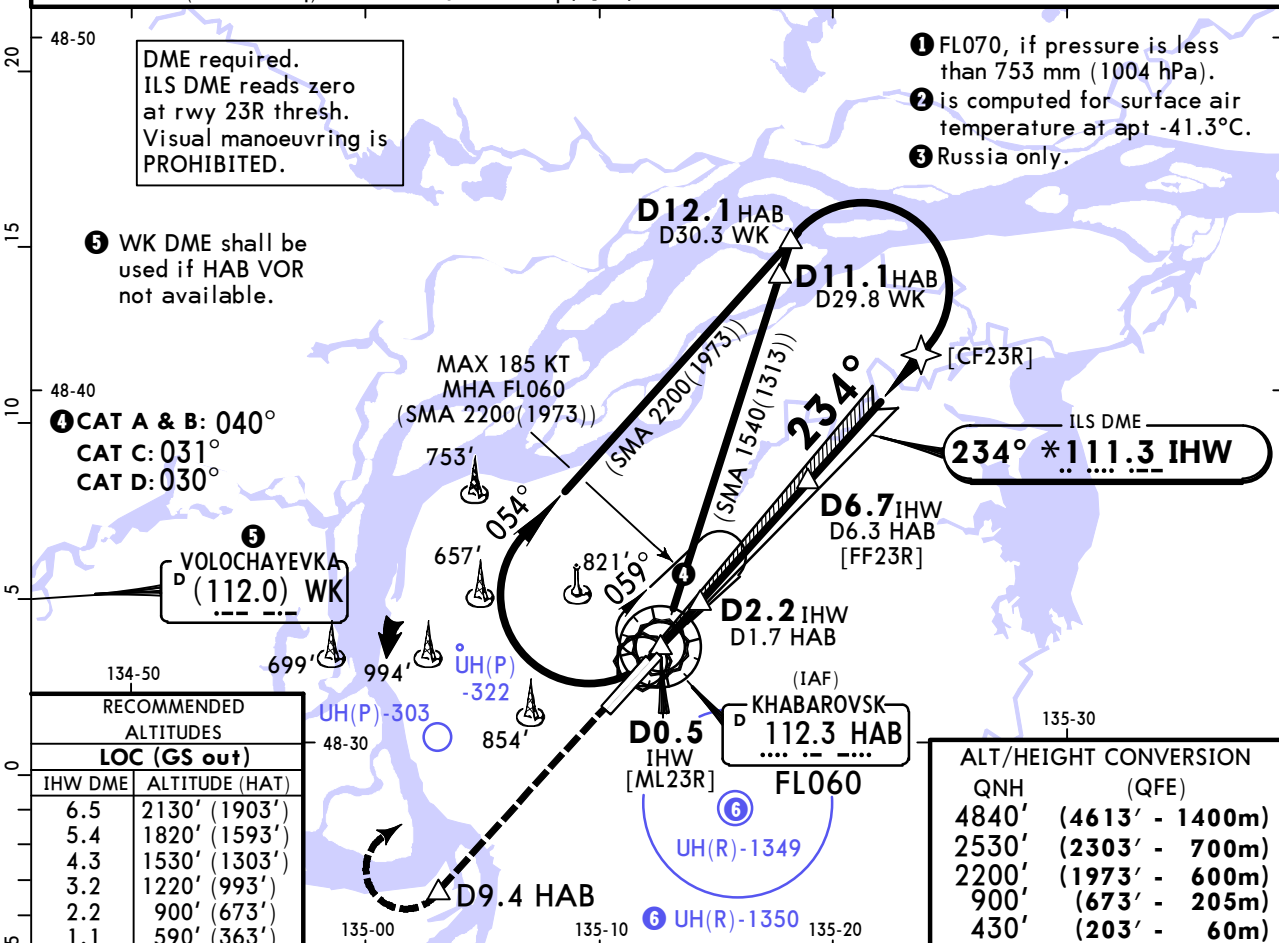 48-50
20
DME required.
ILS DME reads zero
at rwy 23R thresh.
Visual manoeuvring is
PROHIBITED.
❶ FL070, if pressure is less
than 753 mm (1004 hPa).
❷ is computed for surface air
temperature at apt -41.3°C.
❸ Russia only.
15
❺ WK DME shall be
used if HAB VOR
not available.
D12.1 HAB
D30.3 WK
D11.1 HAB
D29.8 WK
[CF23R]
MAX 185 KT
MHA FL060
(SMA 2200(1973))
(SMA 2200(1973))
(SMA 1540(1313))
234°
48-40
10
❹ CAT A & B: 040°
CAT C: 031°
CAT D: 030°
ILS DME
234° *111.3 IHW
753'
054°
D6.7 IHW
D6.3 HAB
[FF23R]
❺
VOLOCHAYEVKA
D (112.0) WK
5
657'
821'
059°
❹
D2.2 IHW
D1.7 HAB
699'
994'
UH(P)
-322
134-50
UH(P)-303
854'
48-30
D0.5
IHW
[ML23R]
(IAF)
KHABAROVSK
D 112.3 HAB
FL060
135-30
RECOMMENDED
ALTITUDES
LOC (GS out)
IHW DME ALTITUDE (HAT)
6.5 2130' (1903')
5.4 1820' (1593')
4.3 1530' (1303')
3.2 1220' (993')
2.2 900' (673')
1.1 590' (363')
0
5
D9.4 HAB
❻
UH(R)-1349
❻ UH(R)-1350
135-00
135-10
135-20
ALT/HEIGHT CONVERSION
QNH (QFE)
4840' (4613' - 1400m)
2530' (2303' - 700m)
2200' (1973' - 600m)
900' (673' - 205m)
430' (203' - 60m)